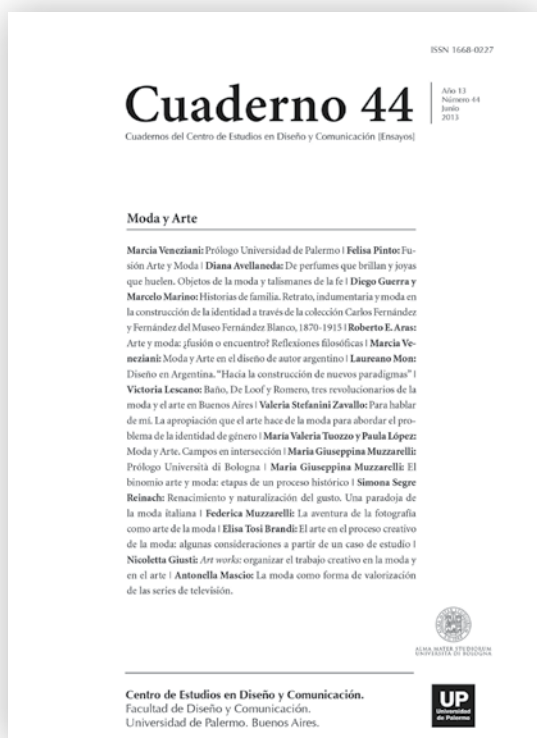 ISSN 1668-0227
Cuaderno 44
Cuadernos del Centro de Estudios en Diseño y Comunicación [Ensayos]
Año 13
Número 44
Junio
2013
Moda y Arte
Marcia Veneziani: Prólogo Universidad de Palermo | Felisa Pinto: Fu-
sión Arte y Moda | Diana Avellaneda: De perfumes que brillan y joyas
que huelen. Objetos de la moda y talismanes de la fe | Diego Guerra y
Marcelo Marino: Historias de familia. Retrato, indumentaria y moda en
la construcción de la identidad a través de la colección Carlos Fernández
y Fernández del Museo Fernández Blanco, 1870-1915 | Roberto E. Aras:
Arte y moda: ¿fusión o encuentro? Reflexiones filosóficas | Marcia Ve-
neziani: Moda y Arte en el diseño de autor argentino | Laureano Mon:
Diseño en Argentina. "Hacia la construcción de nuevos paradigmas" |
Victoria Lescano: Baño, De Loof y Romero, tres revolucionarios de la
moda y el arte en Buenos Aires | Valeria Stefanini Zavallo: Para hablar
de mí. La apropiación que el arte hace de la moda para abordar el pro-
blema de la identidad de género | María Valeria Tuozzo y Paula López:
Moda y Arte. Campos en intersección | Maria Giuseppina Muzzarelli:
Prólogo Università di Bologna | Maria Giuseppina Muzzarelli: El
binomio arte y moda: etapas de un proceso histórico | Simona Segre
Reinach: Renacimiento y naturalización del gusto. Una paradoja de
la moda italiana | Federica Muzzarelli: La aventura de la fotografía
como arte de la moda | Elisa Tosi Brandi: El arte en el proceso creativo
de la moda: algunas consideraciones a partir de un caso de estudio |
Nicoletta Giusti: Art works: organizar el trabajo creativo en la moda y
en el arte | Antonella Mascio: La moda como forma de valorización
de las series de televisión.
ALMA MATER STUDIORUM
UNIVERSITÀ DI BOLOGNA
Centro de Estudios en Diseño y Comunicación.
Facultad de Diseño y Comunicación.
Universidad de Palermo. Buenos Aires.
UP
Universidad
de Palermo